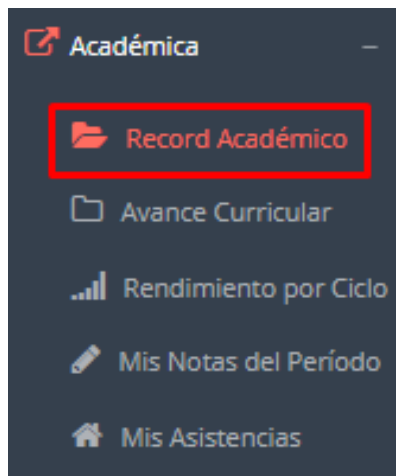 Académica
Record Académico
Avance Curricular
Rendimiento por Ciclo
Mis Notas del Período
Mis Asistencias